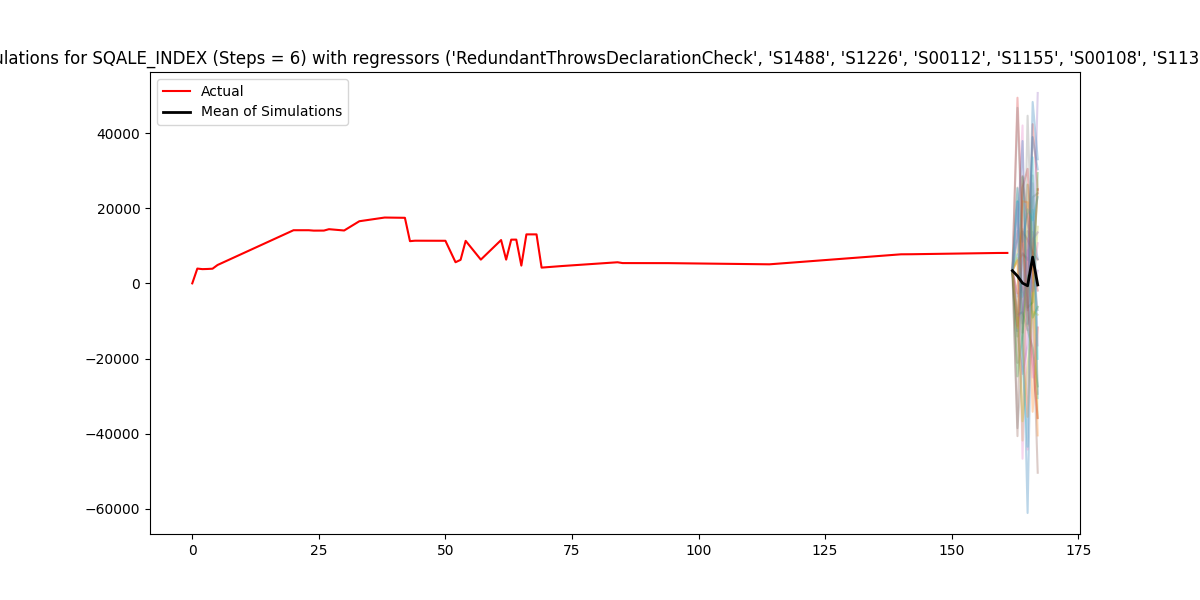 ulations for SQALE_INDEX (Steps = 6) with regressors ('RedundantThrowsDeclarationCheck', 'S1488', 'S1226', 'S00112', 'S1155', 'S00108', 'S113
Actual
Mean of Simulations
40000
20000
0
−20000
−40000
−60000
0 25 50 75 100 125 150 175